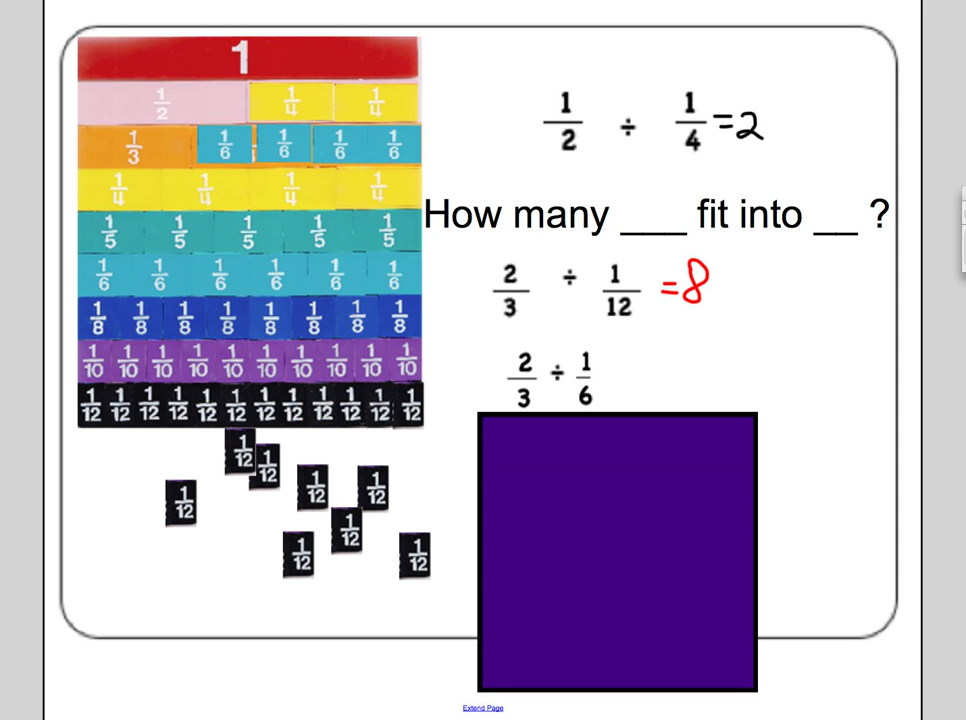 1
1/2 1/4 1/4
1/3 1/6 1/6 1/6 1/6
1/4 1/4 1/4 1/4
1/5 1/5 1/5 1/5 1/5
1/6 1/6 1/6 1/6 1/6 1/6
1/8 1/8 1/8 1/8 1/8 1/8 1/8 1/8
1/10 1/10 1/10 1/10 1/10 1/10 1/10 1/10 1/10 1/10
1/12 1/12 1/12 1/12 1/12 1/12 1/12 1/12 1/12 1/12 1/12 1/12
1/12 1/12 1/12 1/12 1/12 1/12 1/12 1/12
1/2 ÷ 1/4 =2
How many ___ fit into __ ?
2/3 ÷ 1/12 =8
2/3 ÷ 1/6
Extend Page